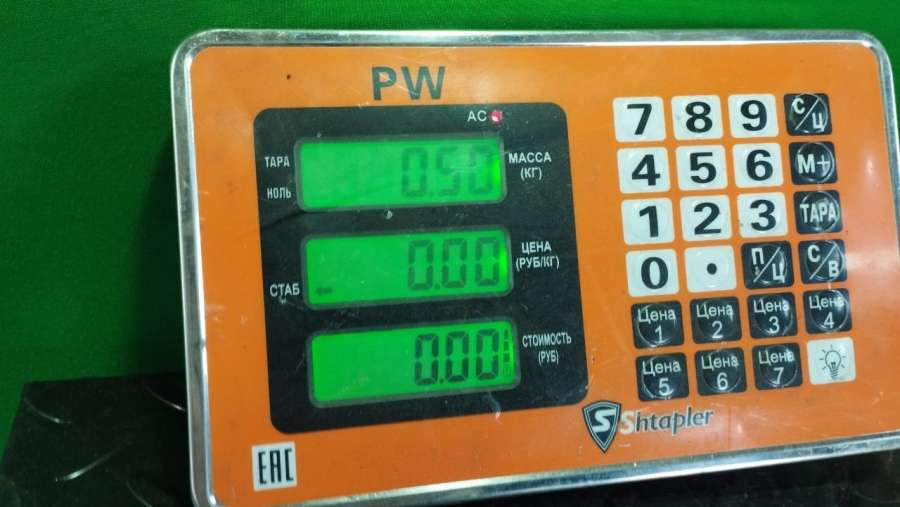 PW
AC
ТАРА
НОЛЬ
0.50
МАССА
(КГ)
СТАБ
0.00
ЦЕНА
(РУБ/КГ)
0.00
СТОИМОСТЬ
(РУБ)
7 8 9 С/Ц
4 5 6 М+
1 2 3 ТАРА
0 . П/Ц С/В
Цена 1 Цена 2 Цена 3 Цена 4
Цена 5 Цена 6 Цена 7
S Shtapler
EAC